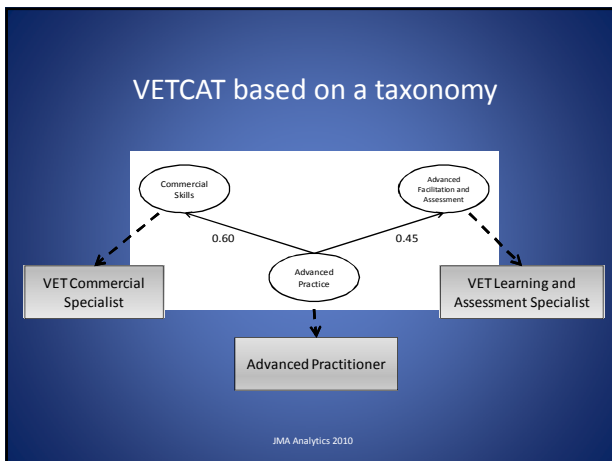 VETCAT based on a taxonomy
Commercial
Skills
Advanced
Facilitation and
Assessment
0.60
0.45
Advanced
Practice
VET Commercial
Specialist
VET Learning and
Assessment Specialist
Advanced Practitioner
JMA Analytics 2010